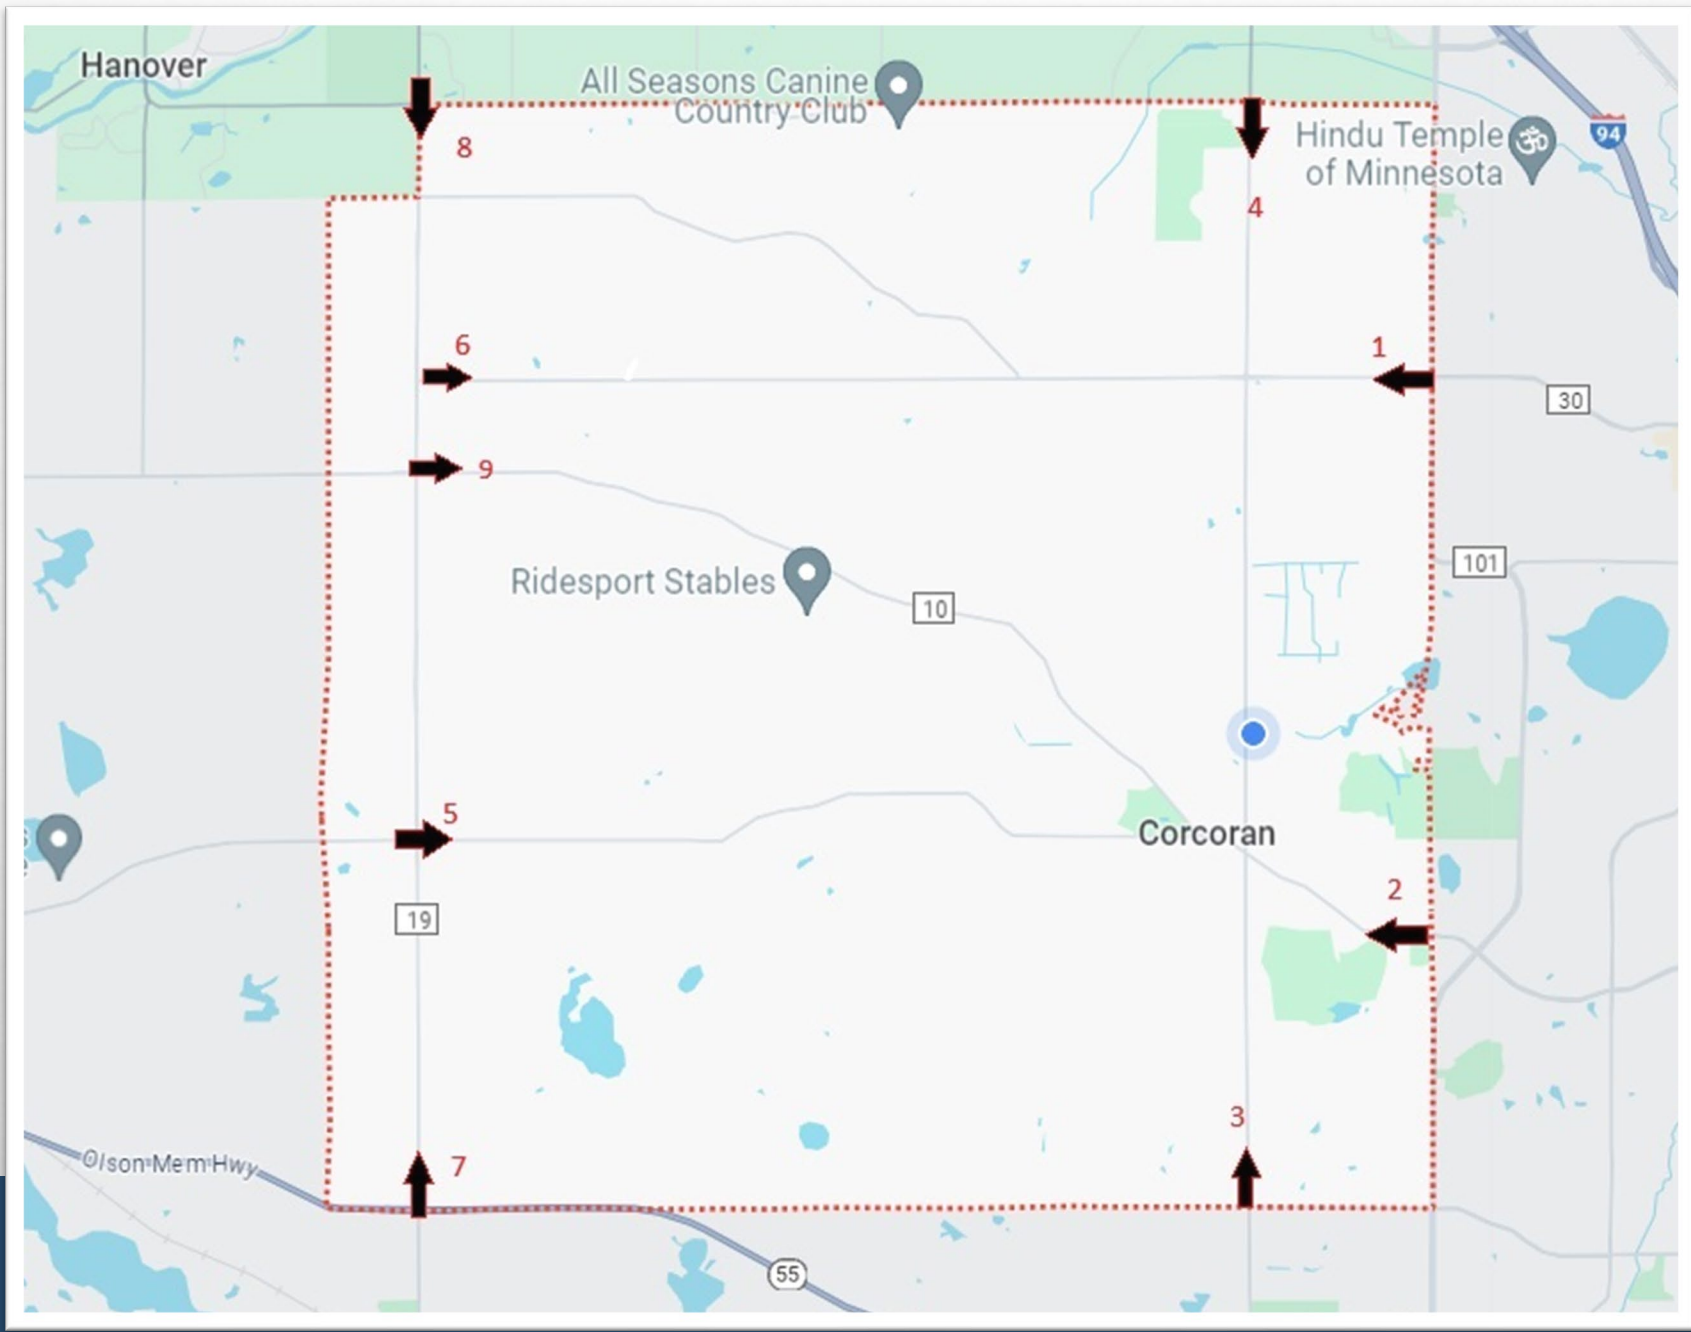 Hanover
All Seasons Canine
Country Club
94
Hindu Temple
of Minnesota
ॐ
8
4
6
1
30
9
101
Ridesport Stables
10
5
Corcoran
2
19
3
7
Olson Mem Hwy
55